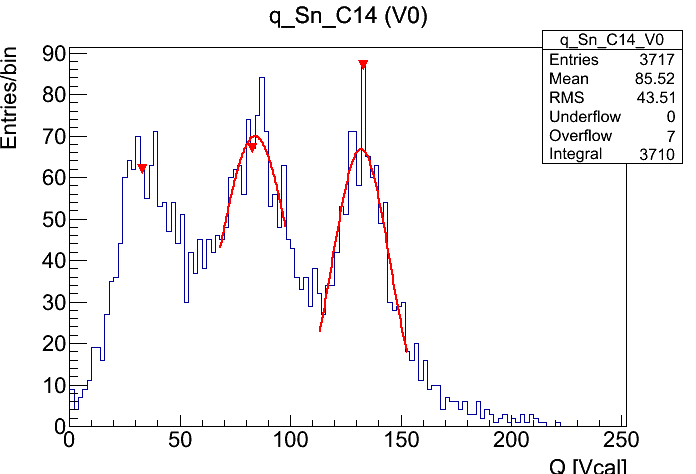 q_Sn_C14 (V0)
q_Sn_C14_V0
Entries 3717
Mean 85.52
RMS 43.51
Underflow 0
Overflow 7
Integral 3710
Entries/bin
90
80
70
60
50
40
30
20
10
0
0 50 100 150 200 250
Q [Vcal]